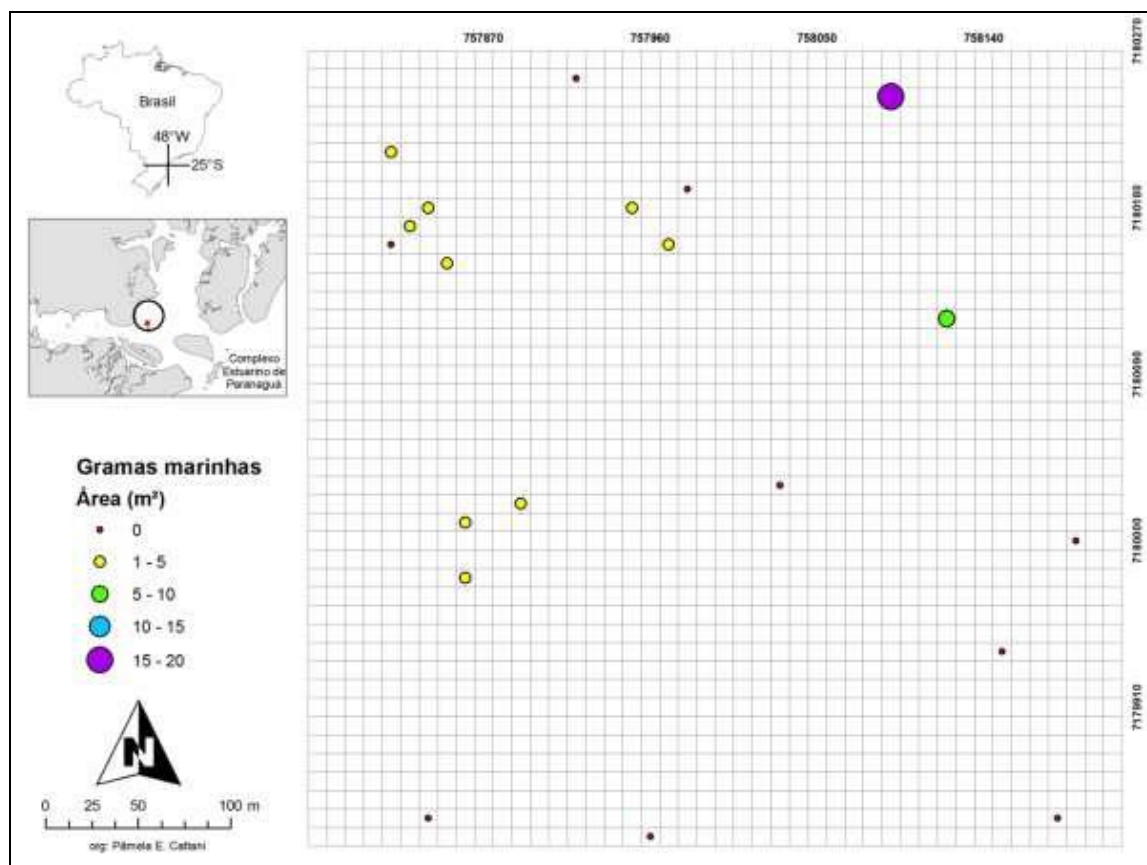 757870 757960 758050 758140
7180270
7180180
7180090
7180000
7179910
Brasil
48°W
25°S
Complexo
Estuarino de
Paranaguá
Gramas marinhas
Área (m²)
0
1 - 5
5 - 10
10 - 15
15 - 20
N
0 25 50 100 m
org: Pâmela E. Cattani